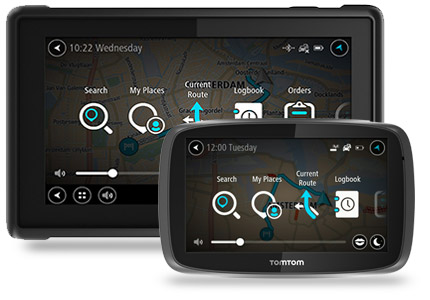 10:22 Wednesday
Search
My Places
Current
Route
Logbook
Orders
12:00 Tuesday
Search
My Places
Current
Route
Logbook
TOMTOM